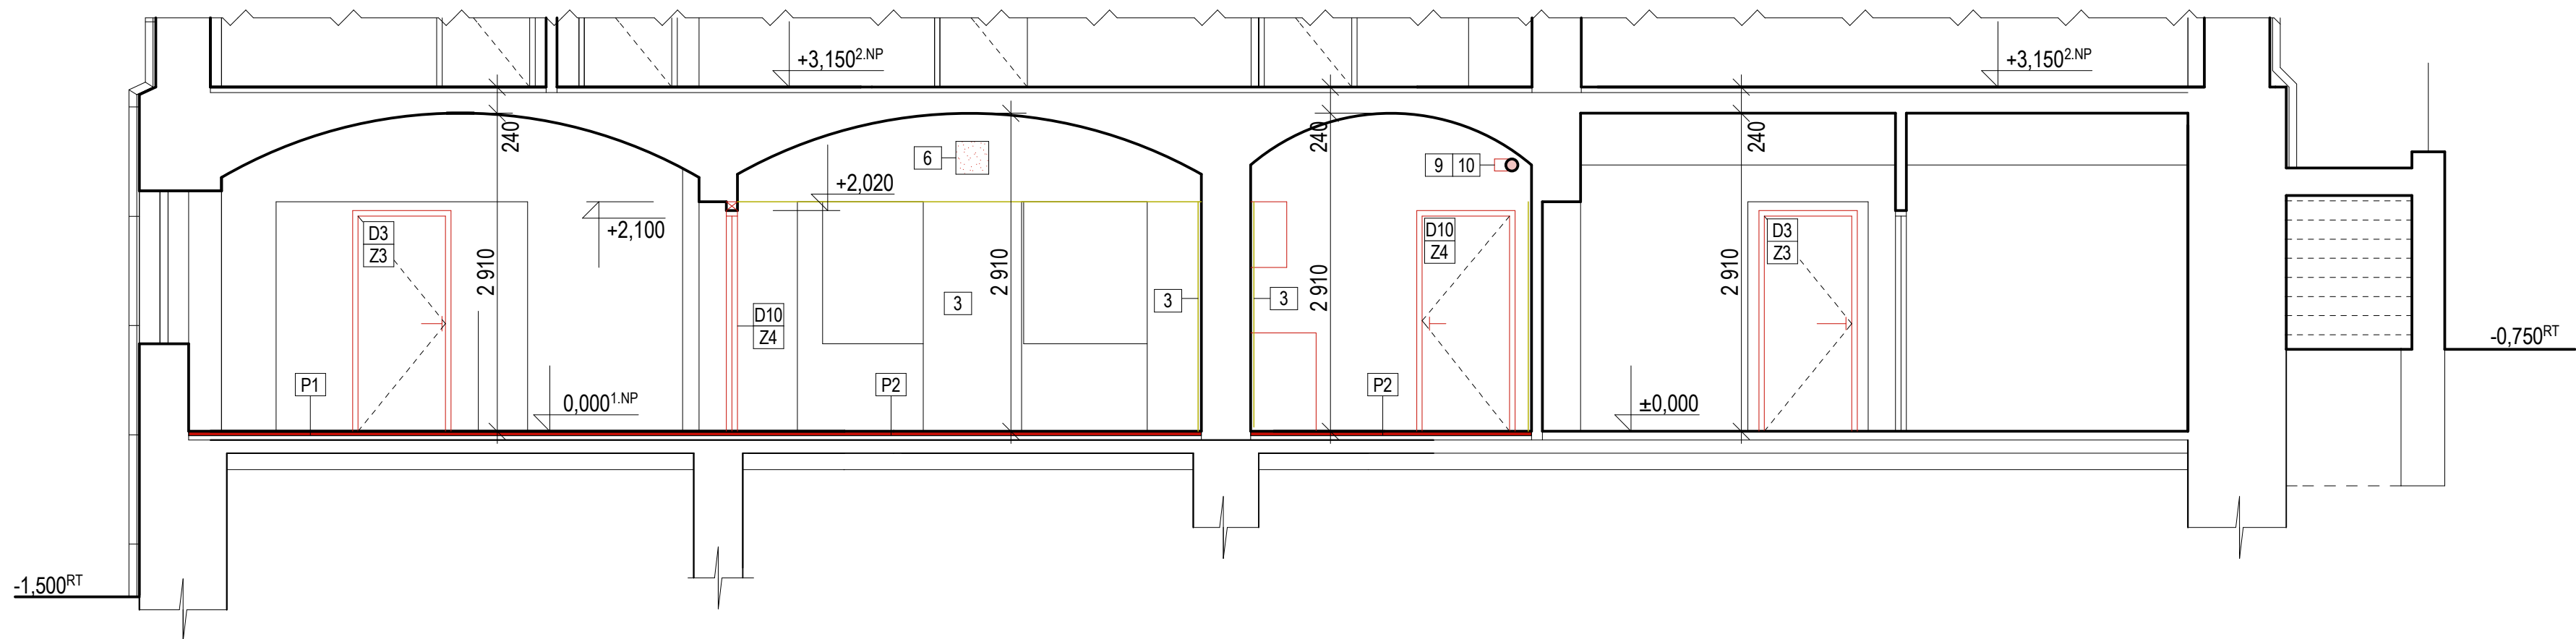 +3,150 2.NP
+3,150 2.NP
240
240
240
6
9 10
+2,020
+2,100
D3
Z3
D10
Z4
D3
Z3
2 910
2 910
2 910
2 910
3
3
3
D10
Z4
-0,750 RT
P1
P2
P2
0,000 1.NP
±0,000
-1,500 RT